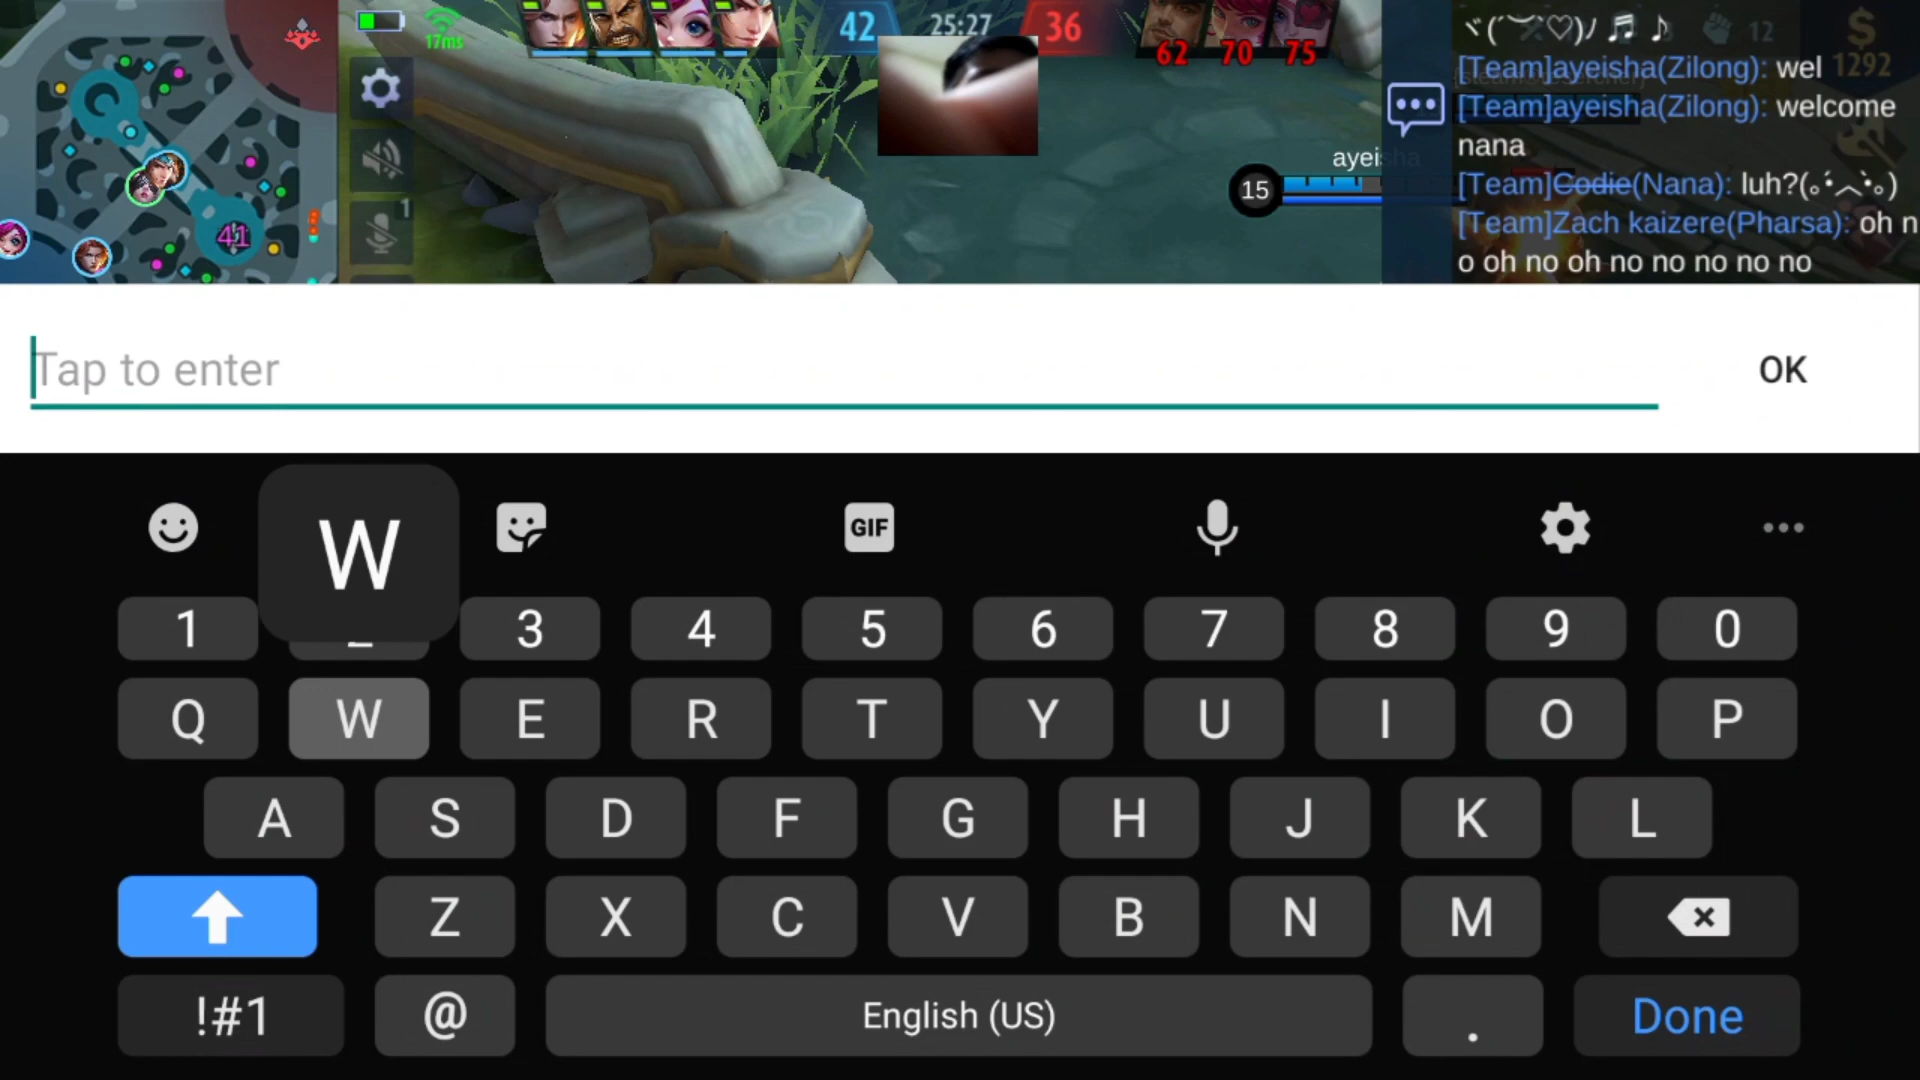 17ms
42 25:27 36
62 70 75
12
$
1292
ヾ(´︶`♡)ﾉ ♬ ♪
[Team]ayeisha(Zilong): wel
[Team]ayeisha(Zilong): welcome
nana
[Team]Codie(Nana): luh?(｡•́︿•̀｡)
[Team]Zach kaizere(Pharsa): oh n
o oh no oh no no no no no
1
41
ayeisha
15
Tap to enter
OK
W
GIF
1 3 4 5 6 7 8 9 0
Q W E R T Y U I O P
A S D F G H J K L
Z X C V B N M
!#1 @ English (US) . Done